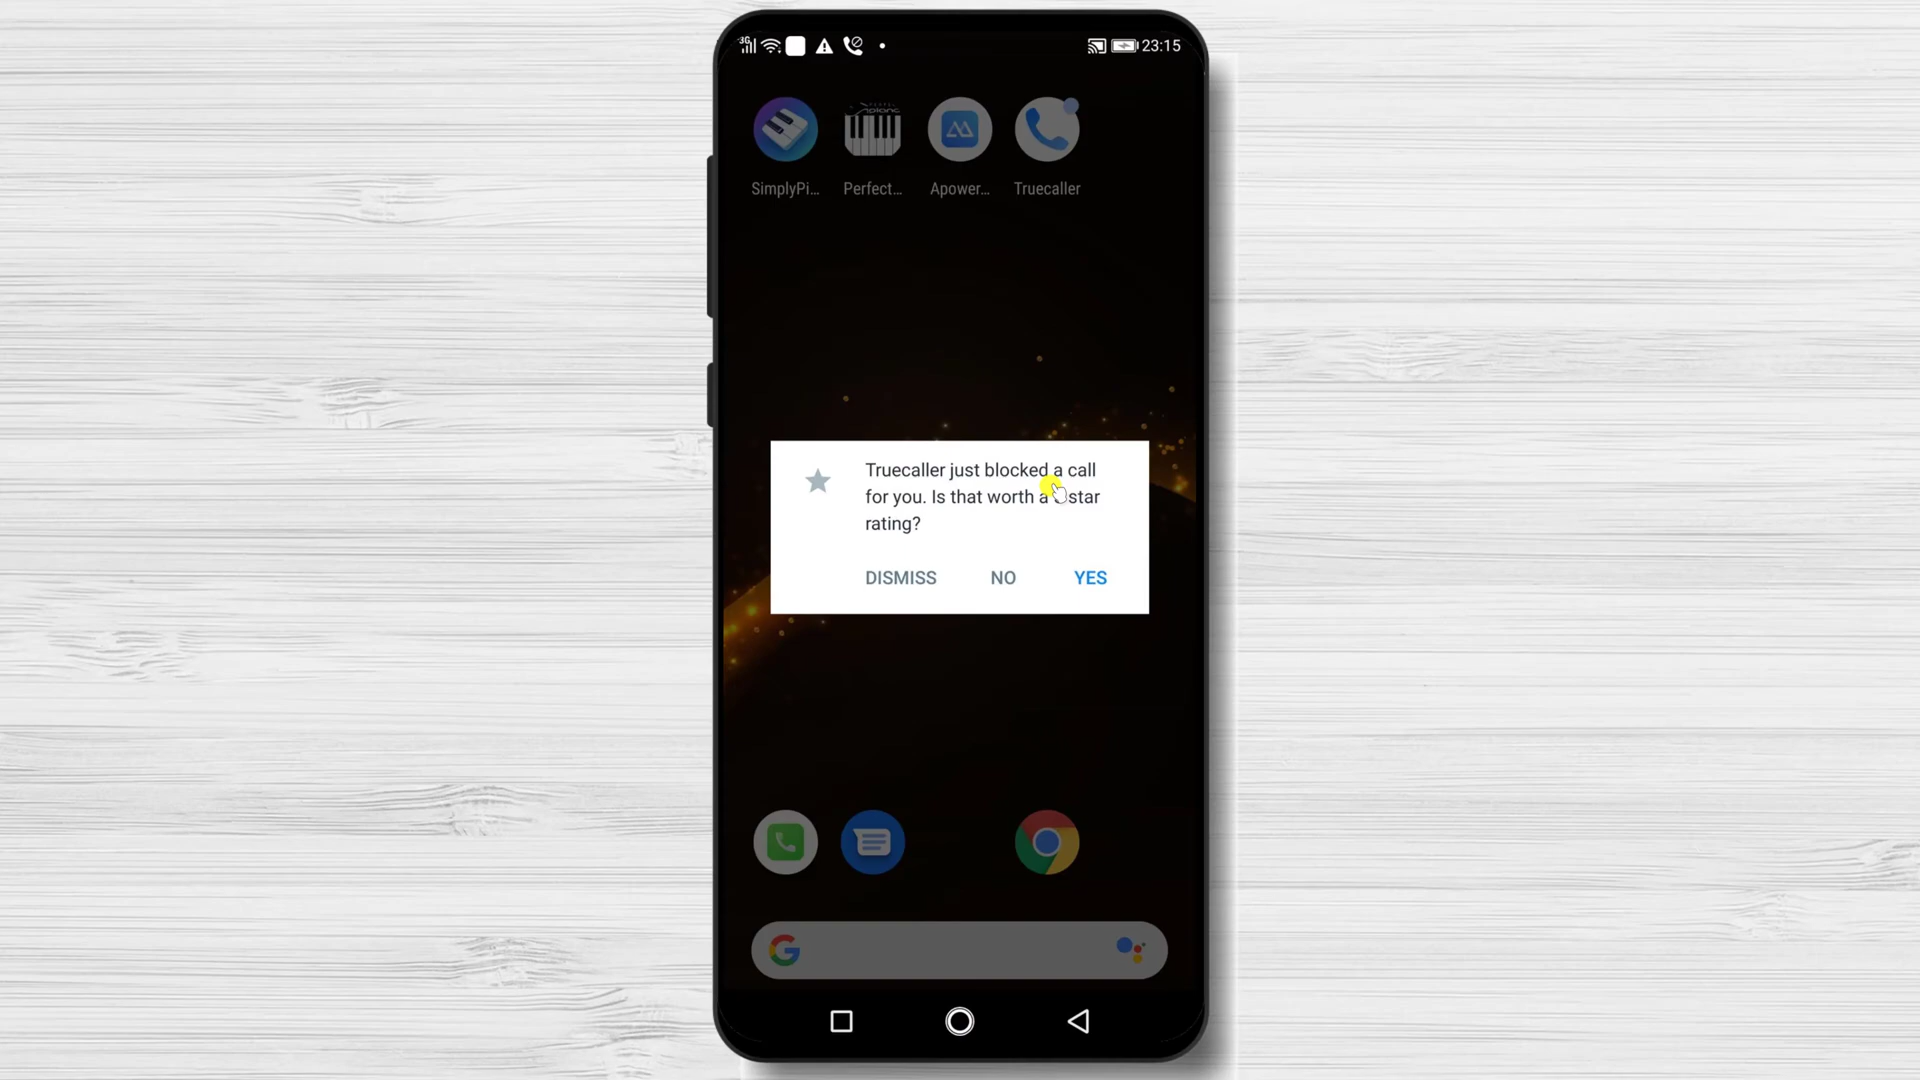 3G 23:15
SimplyPi... Perfect... Apower... Truecaller
Truecaller just blocked a call
for you. Is that worth a star
rating?
DISMISS NO YES